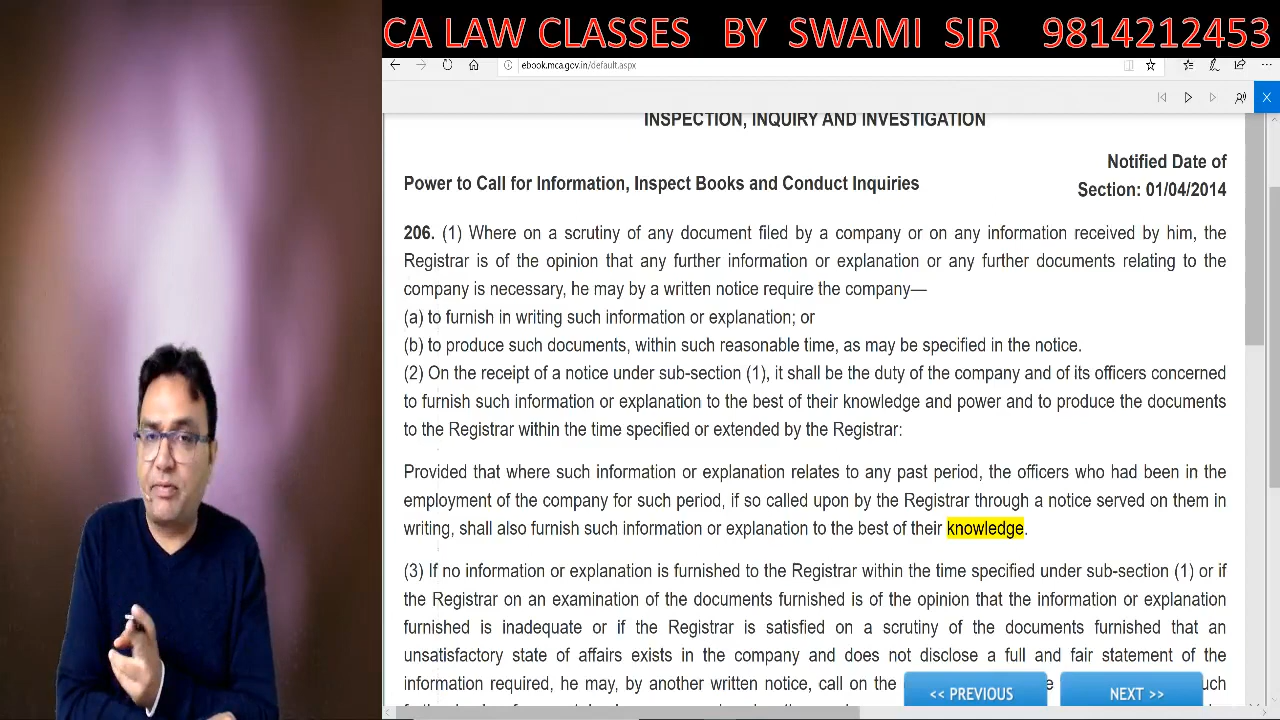 CA LAW CLASSES BY SWAMI SIR 9814212453
ebook.mca.gov.in/default.aspx
INSPECTION, INQUIRY AND INVESTIGATION
Notified Date of
Power to Call for Information, Inspect Books and Conduct Inquiries
Section: 01/04/2014
206. (1) Where on a scrutiny of any document filed by a company or on any information received by him, the
Registrar is of the opinion that any further information or explanation or any further documents relating to the
company is necessary, he may by a written notice require the company—
(a) to furnish in writing such information or explanation; or
(b) to produce such documents, within such reasonable time, as may be specified in the notice.
(2) On the receipt of a notice under sub-section (1), it shall be the duty of the company and of its officers concerned
to furnish such information or explanation to the best of their knowledge and power and to produce the documents
to the Registrar within the time specified or extended by the Registrar:
Provided that where such information or explanation relates to any past period, the officers who had been in the
employment of the company for such period, if so called upon by the Registrar through a notice served on them in
writing, shall also furnish such information or explanation to the best of their knowledge.
(3) If no information or explanation is furnished to the Registrar within the time specified under sub-section (1) or if
the Registrar on an examination of the documents furnished is of the opinion that the information or explanation
furnished is inadequate or if the Registrar is satisfied on a scrutiny of the documents furnished that an
unsatisfactory state of affairs exists in the company and does not disclose a full and fair statement of the
information required, he may, by another written notice, call on the
<< PREVIOUS
NEXT >>